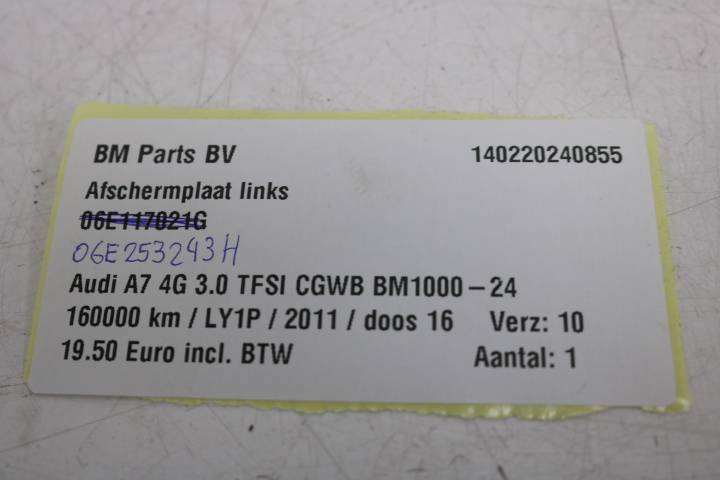 BM Parts BV 140220240855
Afschermplaat links
06E117021G
06E253243H
Audi A7 4G 3.0 TFSI CGWB BM1000-24
160000 km / LY1P / 2011 / doos 16 Verz: 10
19.50 Euro incl. BTW Aantal: 1